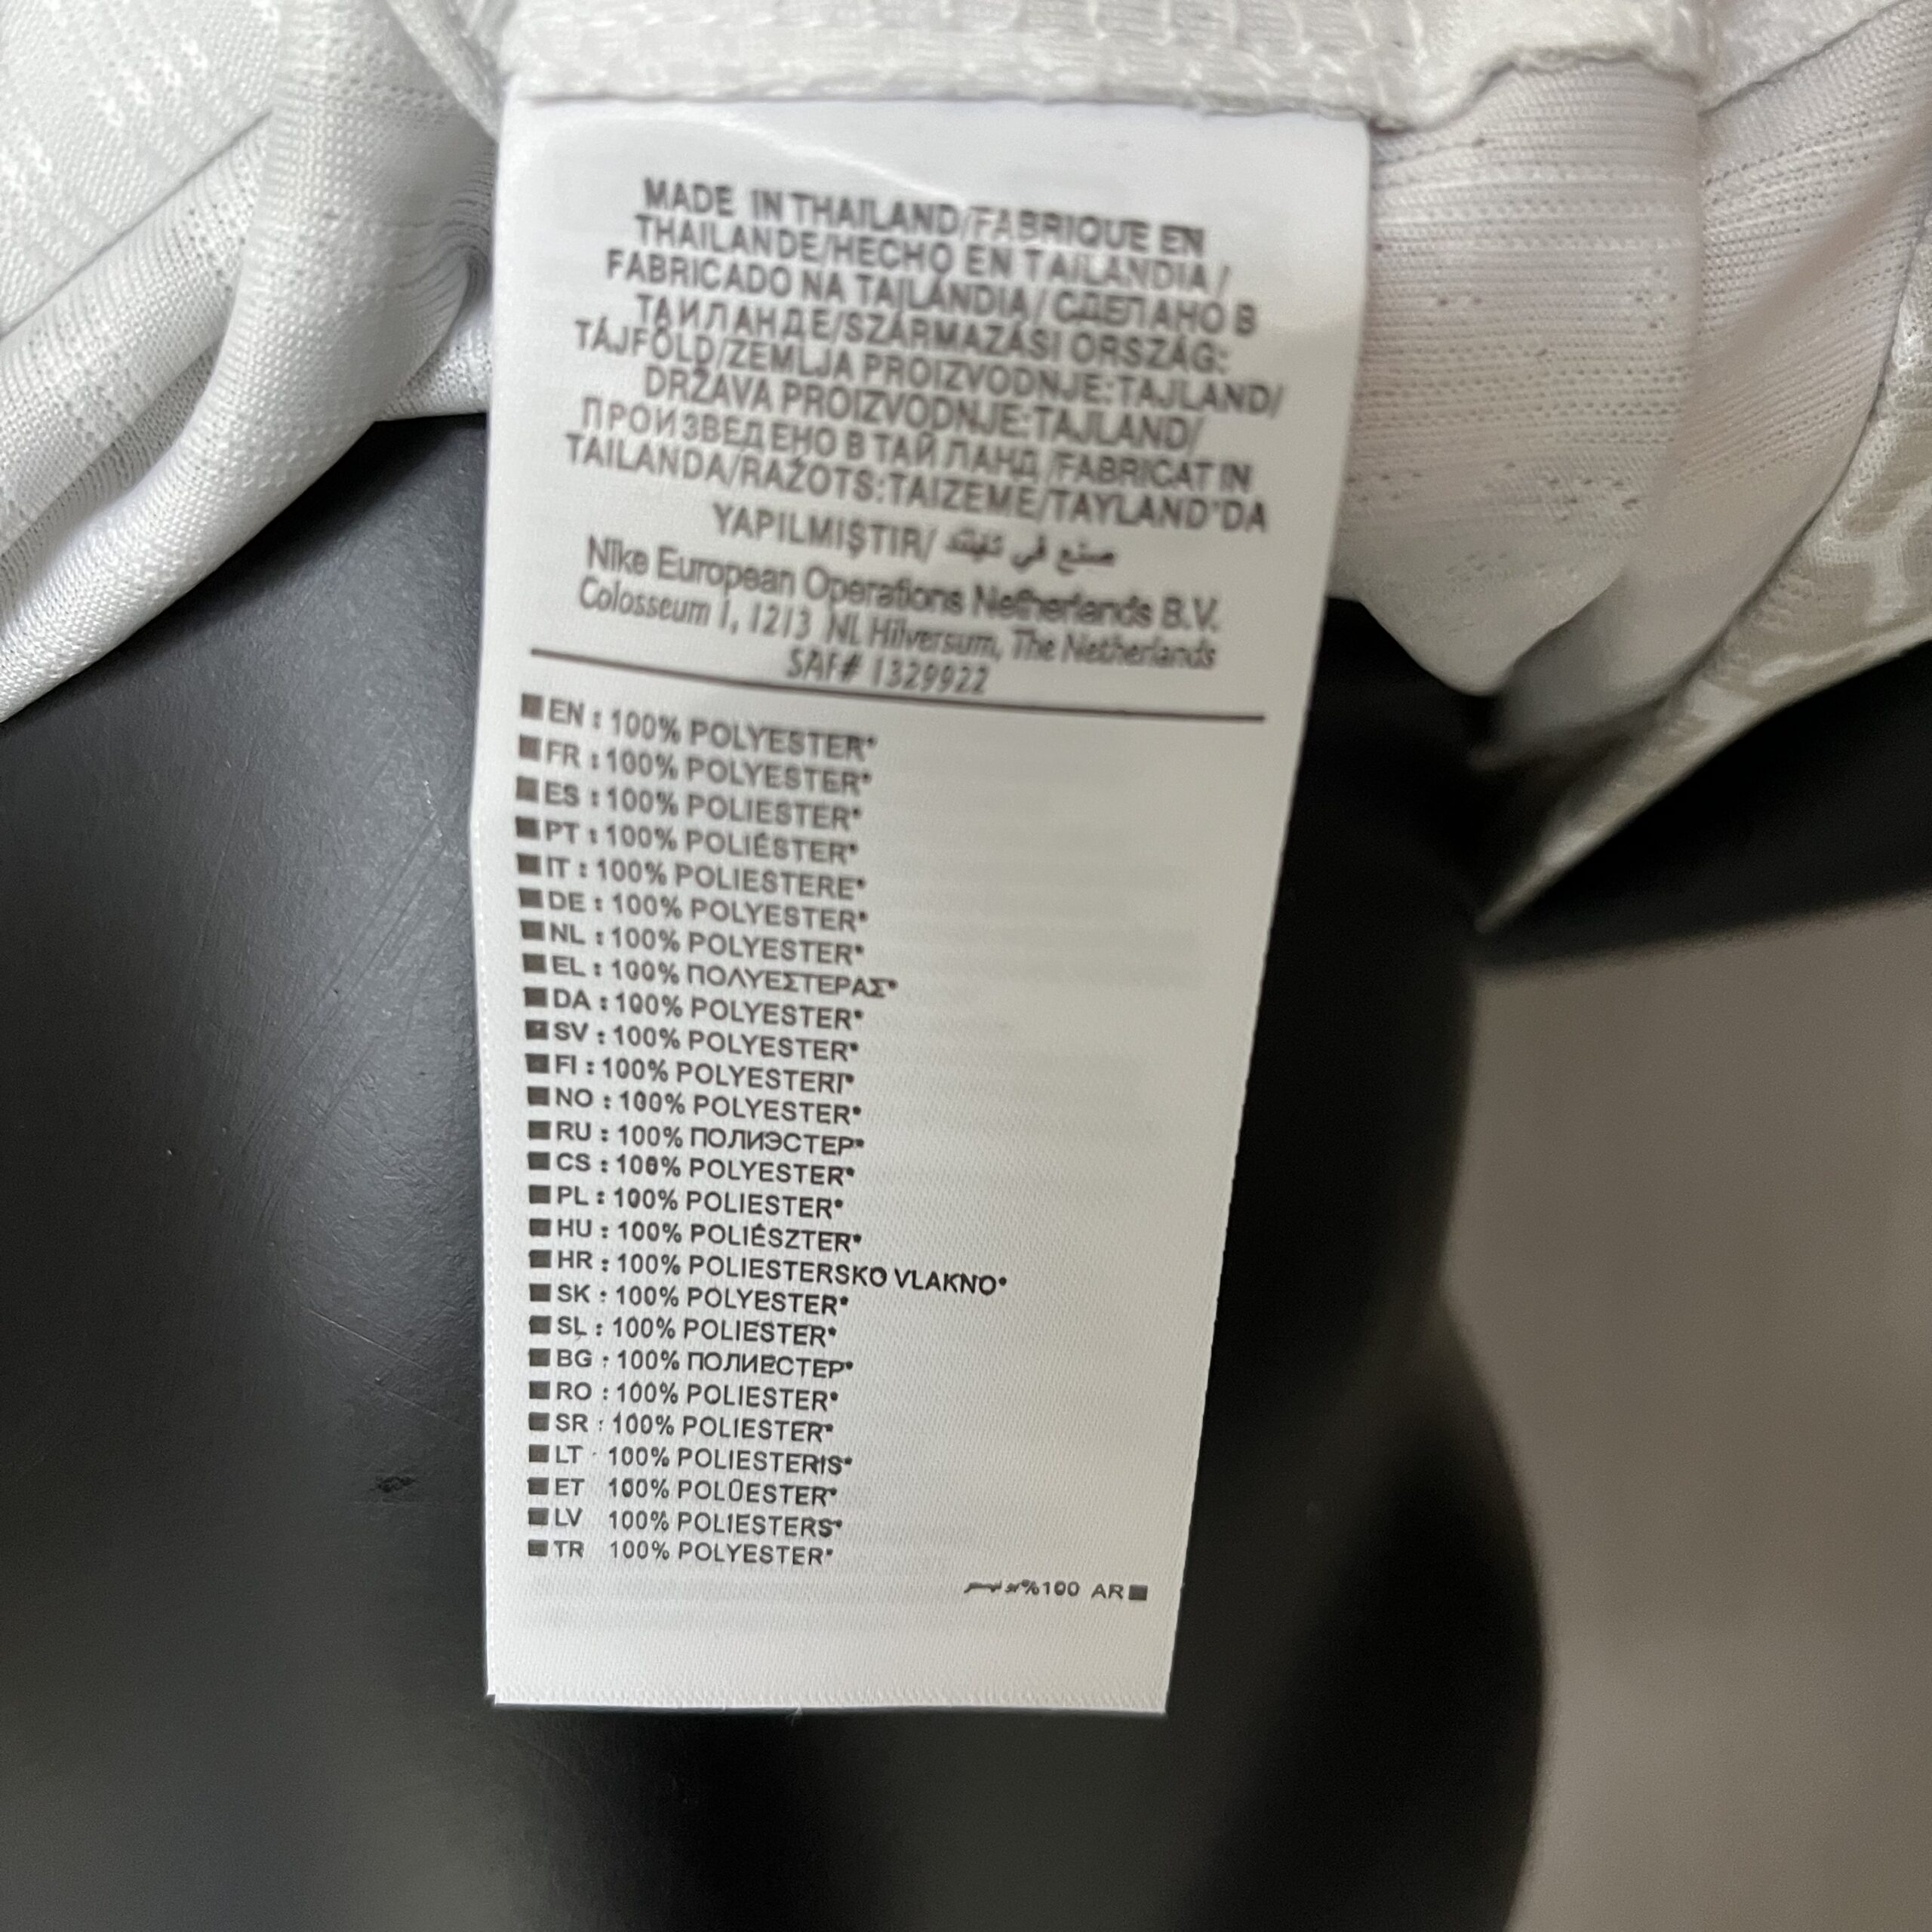 MADE IN THAILAND/FABRIQUE EN
THAILANDE/HECHO EN TAILANDIA/
FABRICADO NA TAILÂNDIA/СДЕЛАНО В
ТАИЛАНДЕ/SZÁRMAZÁSI ORSZÁG:
TÁJFÖLD/ZEMLJA PROIZVODNJE:TAJLAND/
DRŽAVA PROIZVODNJE:TAJLAND/
ПРОИЗВЕДЕНО В ТАЙЛАНД/FABRICAT IN
TAILANDA/RAŽOTS:TAIZEME/TAYLAND'DA
YAPILMIŞTIR/ صنع في
Nike European Operations Netherlands B.V.
Colosseum 1, 1213 NL Hilversum, The Netherlands
SAF# 1329922
EN : 100% POLYESTER*
FR : 100% POLYESTER*
ES : 100% POLIESTER*
PT : 100% POLIÉSTER*
IT : 100% POLIESTERE*
DE : 100% POLYESTER*
NL : 100% POLYESTER*
EL : 100% ΠΟΛΥΕΣΤΕΡΑΣ*
DA : 100% POLYESTER*
SV : 100% POLYESTER*
FI : 100% POLYESTERI*
NO : 100% POLYESTER*
RU : 100% ПОЛИЭСТЕР*
CS : 100% POLYESTER*
PL : 100% POLIESTER*
HU : 100% POLIÉSZTER*
HR : 100% POLIESTERSKO VLAKNO*
SK : 100% POLYESTER*
SL : 100% POLIESTER*
BG : 100% ПОЛИЕСТЕР*
RO : 100% POLIESTER*
SR : 100% POLIESTER*
LT · 100% POLIESTERIS*
ET 100% POLÜESTER*
LV 100% POLIESTERS*
TR 100% POLYESTER*
%100 AR